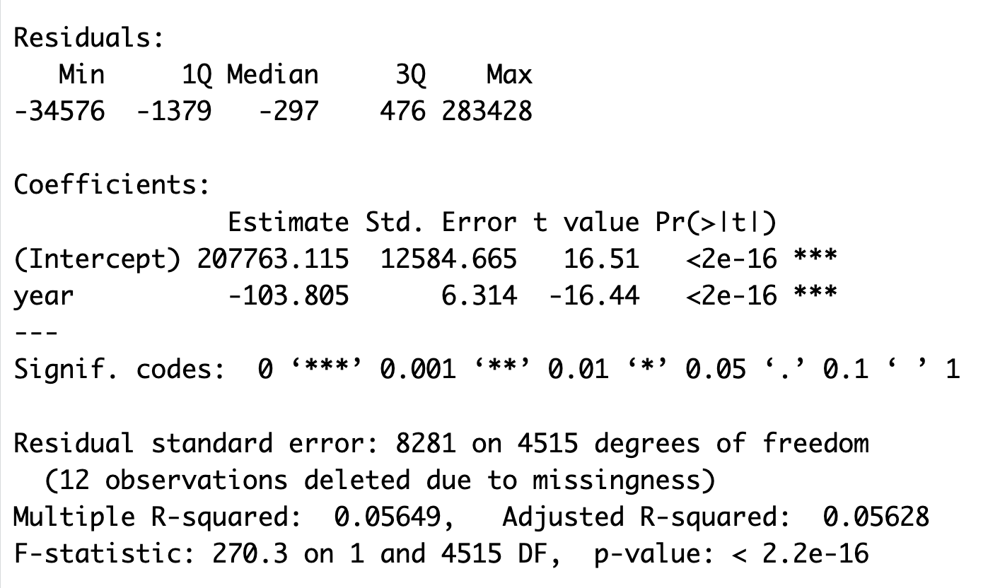 Residuals:
   Min     1Q Median     3Q    Max
-34576  -1379   -297    476 283428
Coefficients:
              Estimate Std. Error t value Pr(>|t|)
(Intercept) 207763.115  12584.665   16.51   <2e-16 ***
year          -103.805      6.314  -16.44   <2e-16 ***
---
Signif. codes:  0 ‘***’ 0.001 ‘**’ 0.01 ‘*’ 0.05 ‘.’ 0.1 ‘ ’ 1
Residual standard error: 8281 on 4515 degrees of freedom
  (12 observations deleted due to missingness)
Multiple R-squared:  0.05649,   Adjusted R-squared:  0.05628
F-statistic: 270.3 on 1 and 4515 DF,  p-value: < 2.2e-16